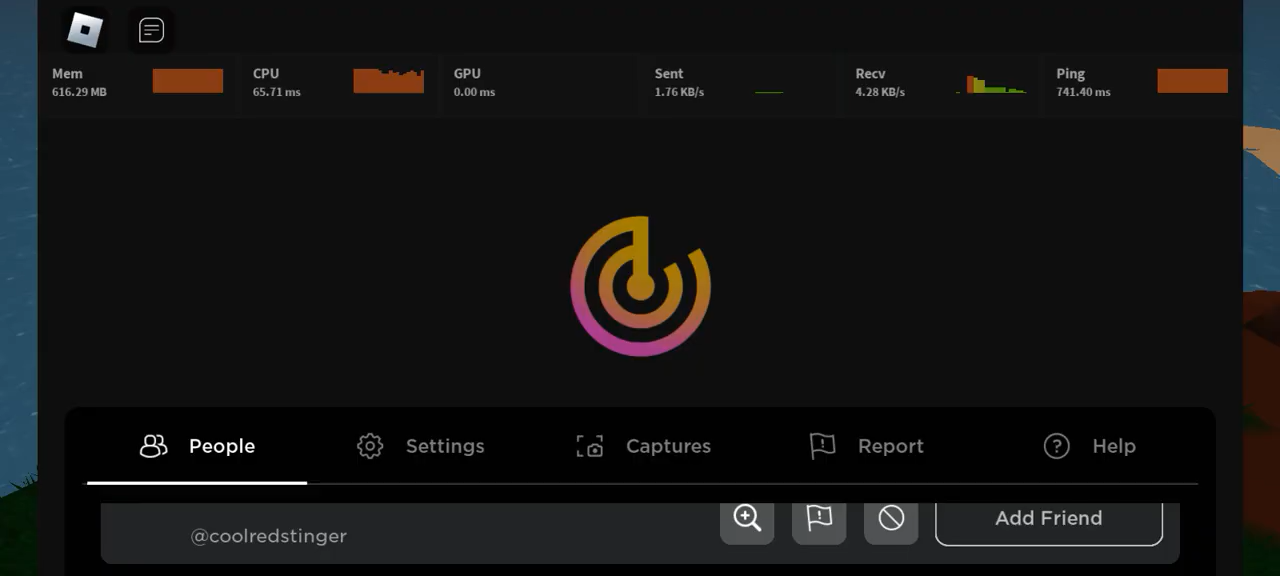 Mem
616.29 MB
CPU
65.71 ms
GPU
0.00 ms
Sent
1.76 KB/s
Recv
4.28 KB/s
Ping
741.40 ms
People
Settings
Captures
Report
Help
@coolredstinger
Add Friend